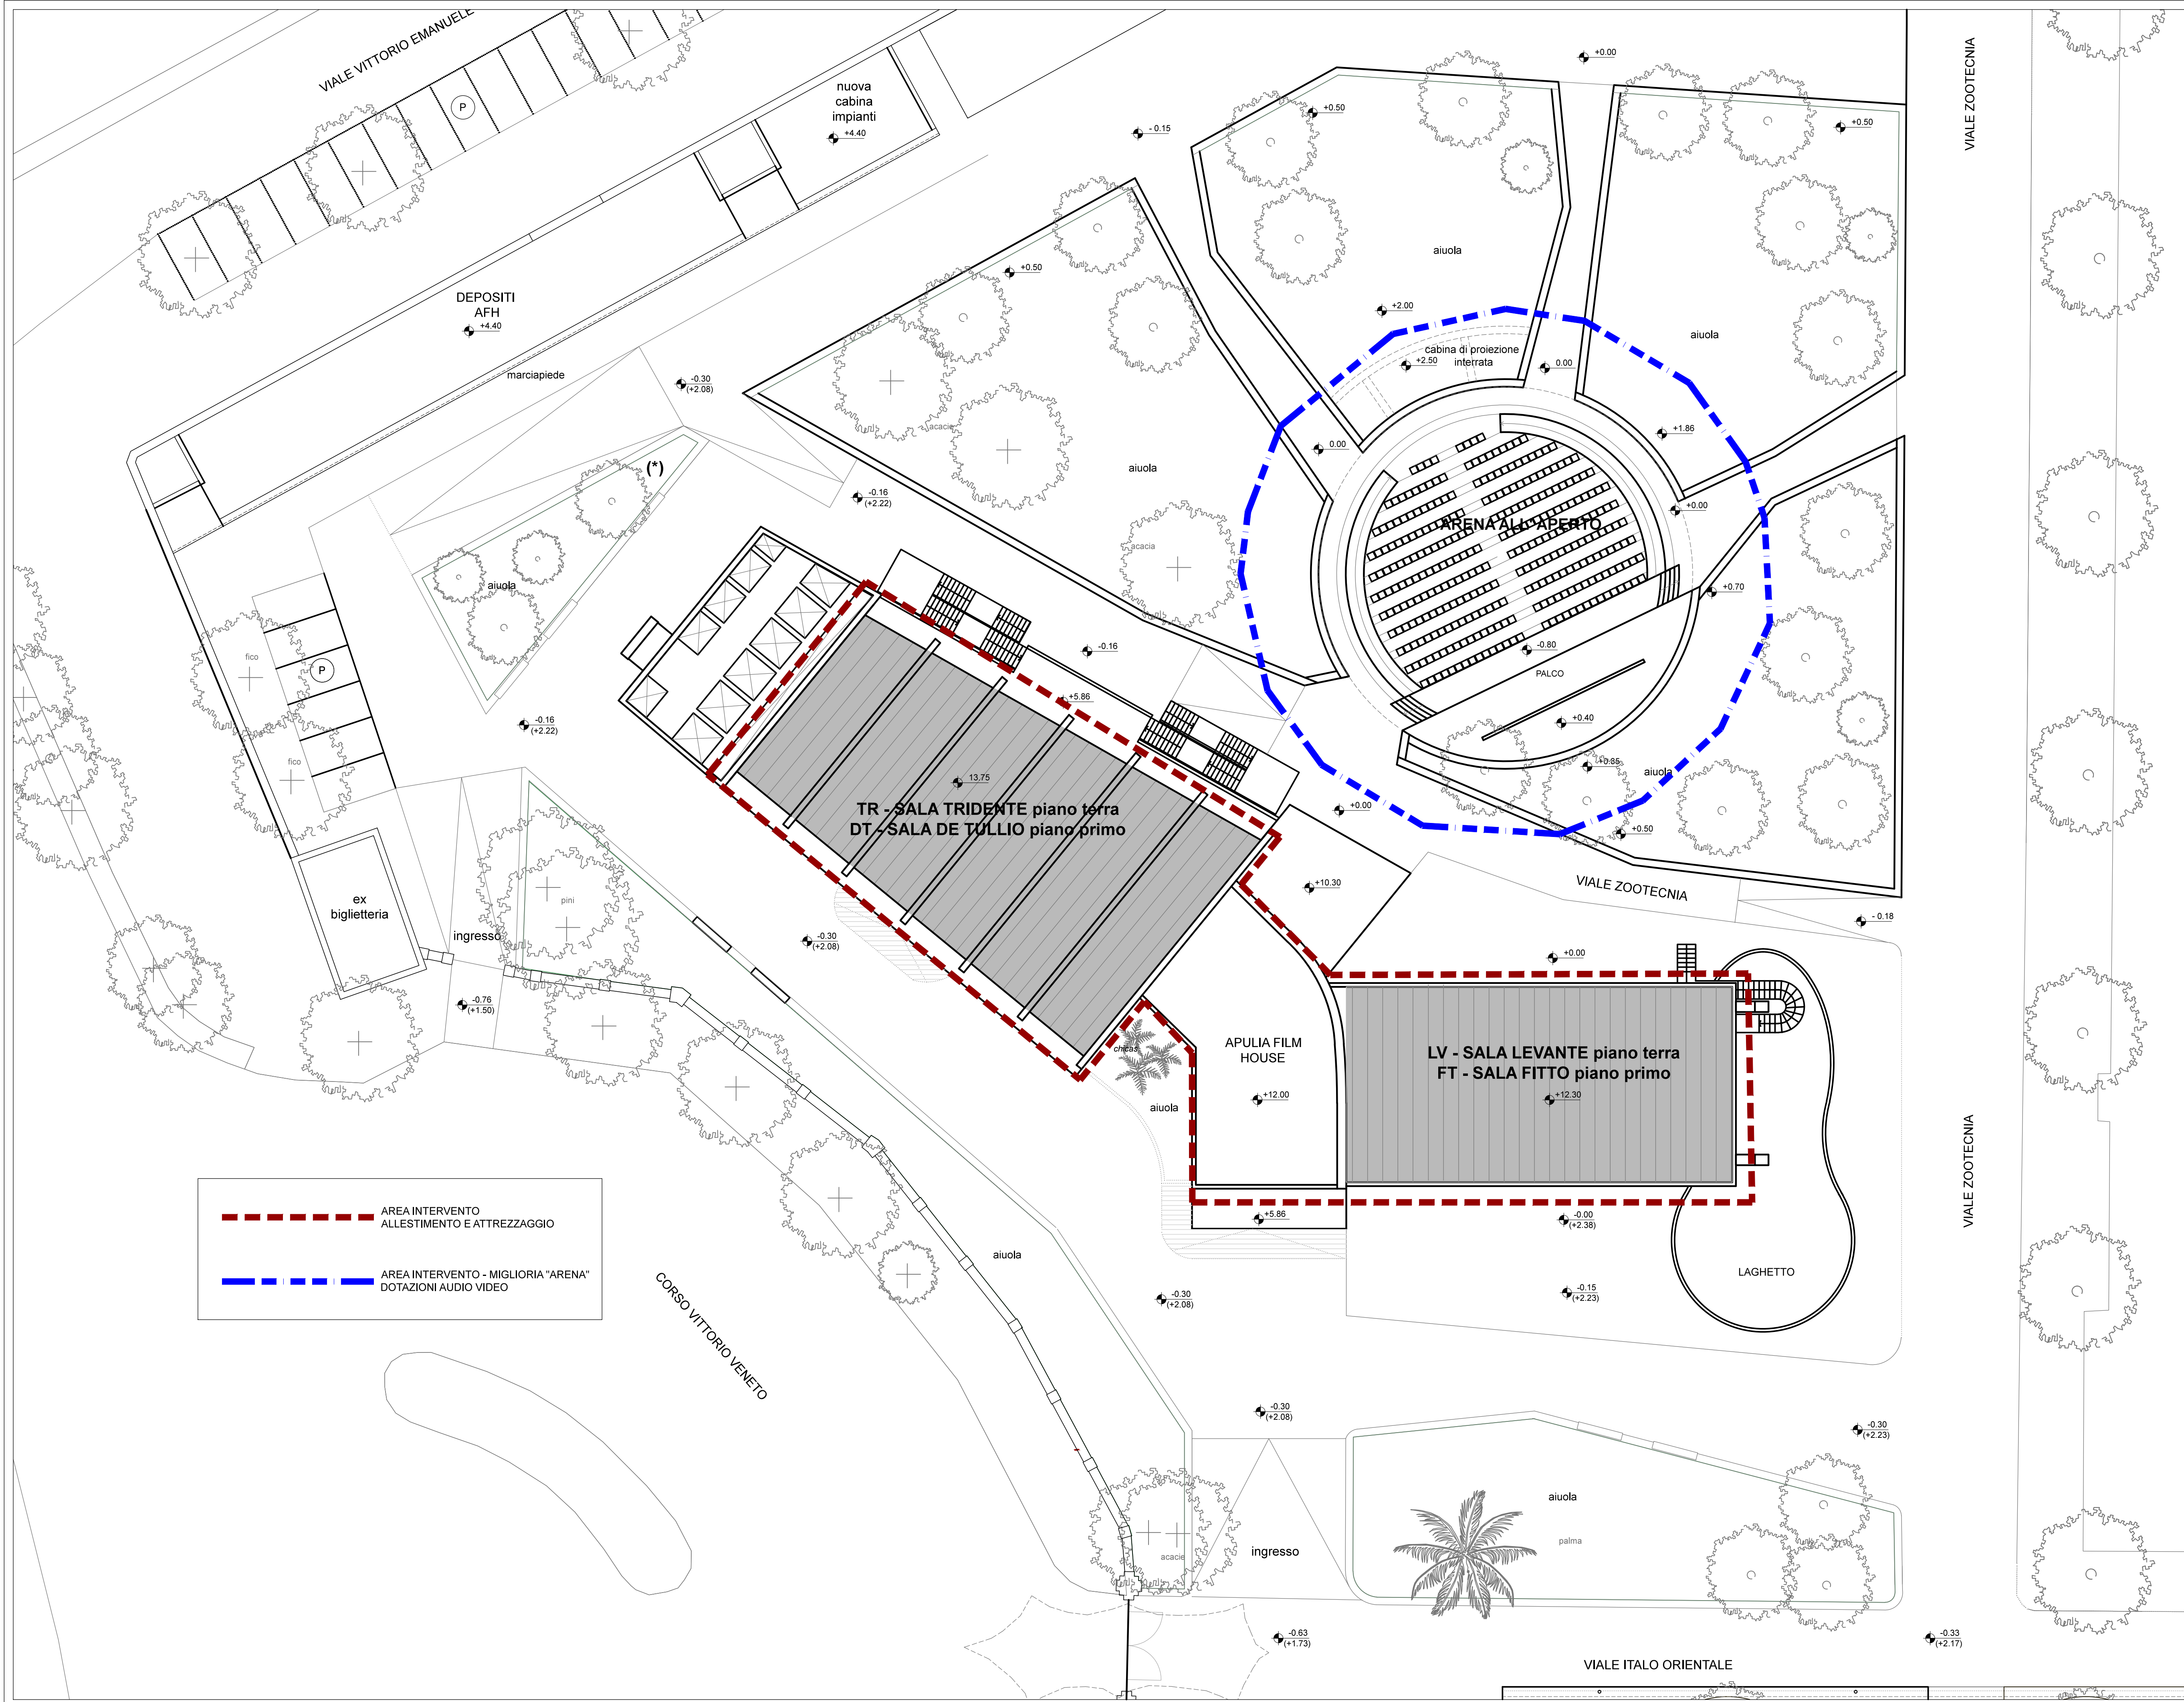 VIALE VITTORIO EMANUELE
P
nuova
cabina
impianti
+4.40
DEPOSITI
AFH
+4.40
marciapiede
-0.30
(+2.08)
- 0.15
+0.00
+0.50
+0.50
+0.50
VIALE ZOOTECNIA
aiuola
+2.00
cabina di proiezione
interrata
+2.50
0.00
0.00
aiuola
+1.86
+0.00
+0.70
acacie
aiuola
acacia
(*)
-0.16
(+2.22)
aiuola
ARENA ALL' APERTO
-0.80
PALCO
+0.40
+0.35
aiuola
+0.50
fico
P
fico
-0.16
(+2.22)
-0.16
+5.86
13.75
TR - SALA TRIDENTE piano terra
DT - SALA DE TULLIO piano primo
+0.00
+10.30
VIALE ZOOTECNIA
- 0.18
ex
biglietteria
ingresso
pini
-0.30
(+2.08)
-0.76
(+1.50)
+0.00
chicas
APULIA FILM
HOUSE
+12.00
aiuola
LV - SALA LEVANTE piano terra
FT - SALA FITTO piano primo
+12.30
+5.86
-0.00
(+2.38)
LAGHETTO
VIALE ZOOTECNIA
AREA INTERVENTO
ALLESTIMENTO E ATTREZZAGGIO
AREA INTERVENTO - MIGLIORIA "ARENA"
DOTAZIONI AUDIO VIDEO
aiuola
CORSO VITTORIO VENETO
-0.30
(+2.08)
-0.15
(+2.23)
-0.30
(+2.08)
-0.30
(+2.23)
aiuola
palma
acacie
ingresso
-0.63
(+1.73)
-0.33
(+2.17)
VIALE ITALO ORIENTALE